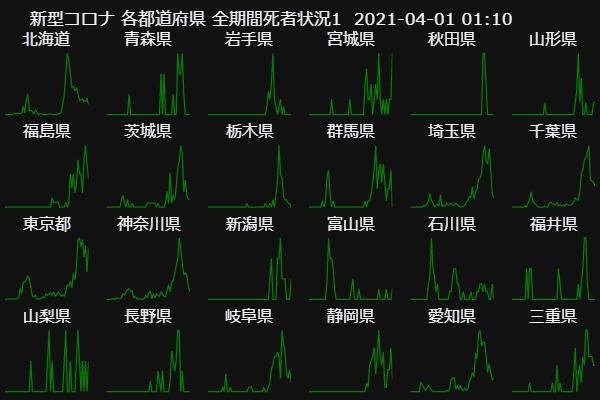 新型コロナ 各都道府県 全期間死者状況1 2021-04-01 01:10
北海道 青森県 岩手県 宮城県 秋田県 山形県
福島県 茨城県 栃木県 群馬県 埼玉県 千葉県
東京都 神奈川県 新潟県 富山県 石川県 福井県
山梨県 長野県 岐阜県 静岡県 愛知県 三重県